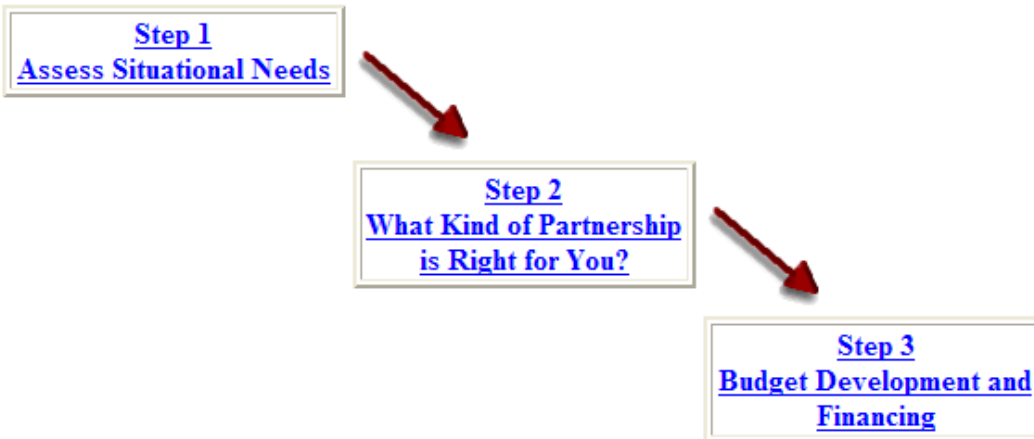 Step 1
Assess Situational Needs
Step 2
What Kind of Partnership
is Right for You?
Step 3
Budget Development and
Financing